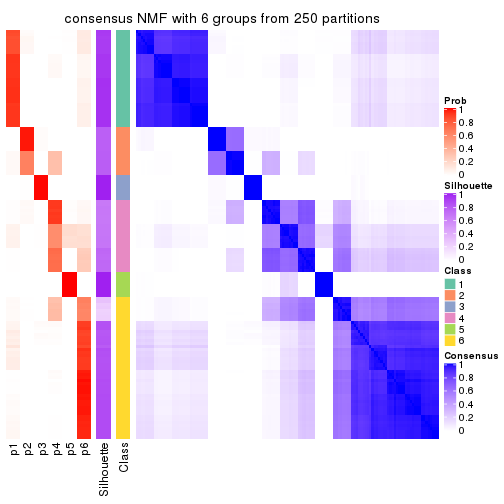 consensus NMF with 6 groups from 250 partitions
Prob
1
0.8
0.6
0.4
0.2
0
Silhouette
1
0.8
0.6
0.4
0.2
0
Class
1
2
3
4
5
6
Consensus
1
0.8
0.6
0.4
0.2
0
p1
p2
p3
p4
p5
p6
Silhouette
Class